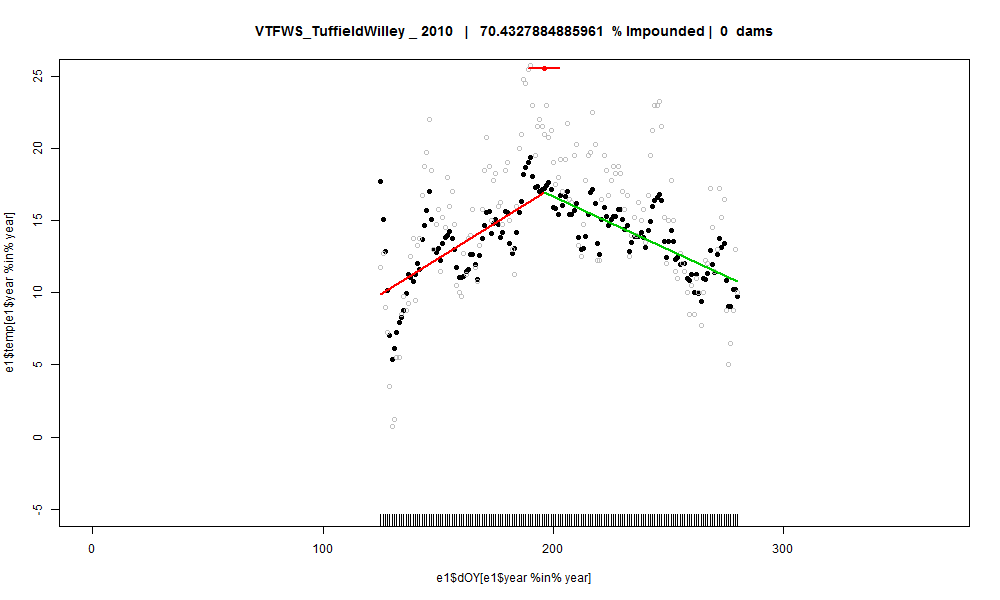 VTFWS_TuffieldWilley _ 2010 | 70.4327884885961 % Impounded | 0 dams
25
20
15
10
5
0
-5
e1$temp[e1$year %in% year]
0 100 200 300
e1$dOY[e1$year %in% year]